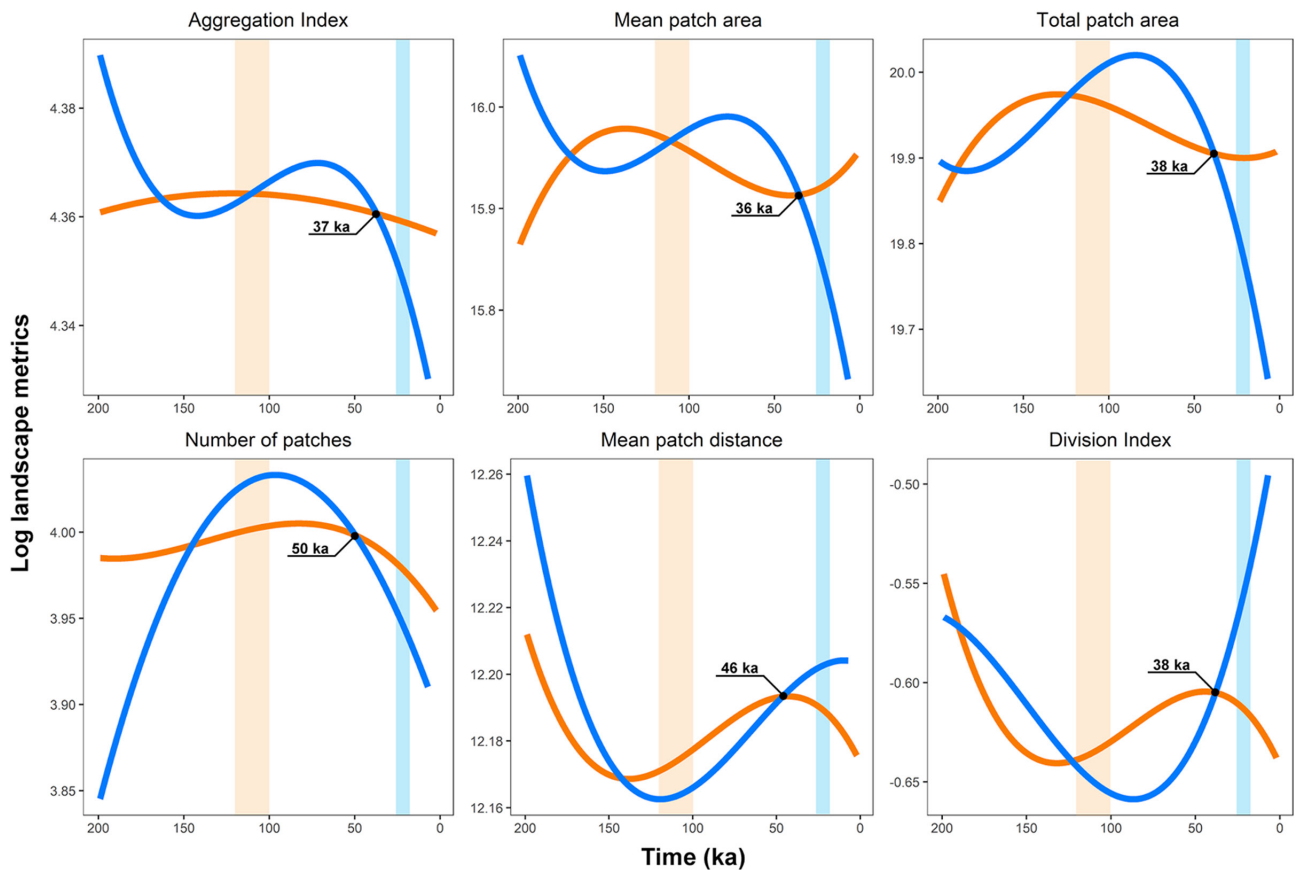 Aggregation Index
Mean patch area
Total patch area
4.38
4.36
4.34
37 ka
200 150 100 50 0
16.0
15.9
15.8
36 ka
200 150 100 50 0
20.0
19.9
19.8
19.7
38 ka
200 150 100 50 0
Log landscape metrics
Number of patches
Mean patch distance
Division Index
4.00
3.95
3.90
3.85
50 ka
200 150 100 50 0
12.26
12.24
12.22
12.20
12.18
12.16
46 ka
200 150 100 50 0
-0.50
-0.55
-0.60
-0.65
38 ka
200 150 100 50 0
Time (ka)